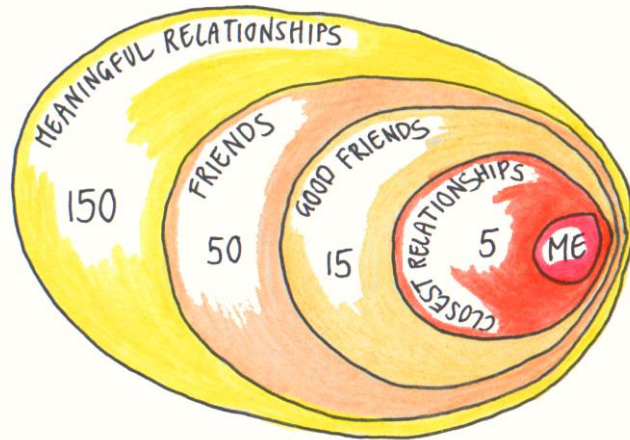 MEANINGFUL RELATIONSHIPS
150
FRIENDS
50
GOOD FRIENDS
15
CLOSEST RELATIONSHIPS
5
ME